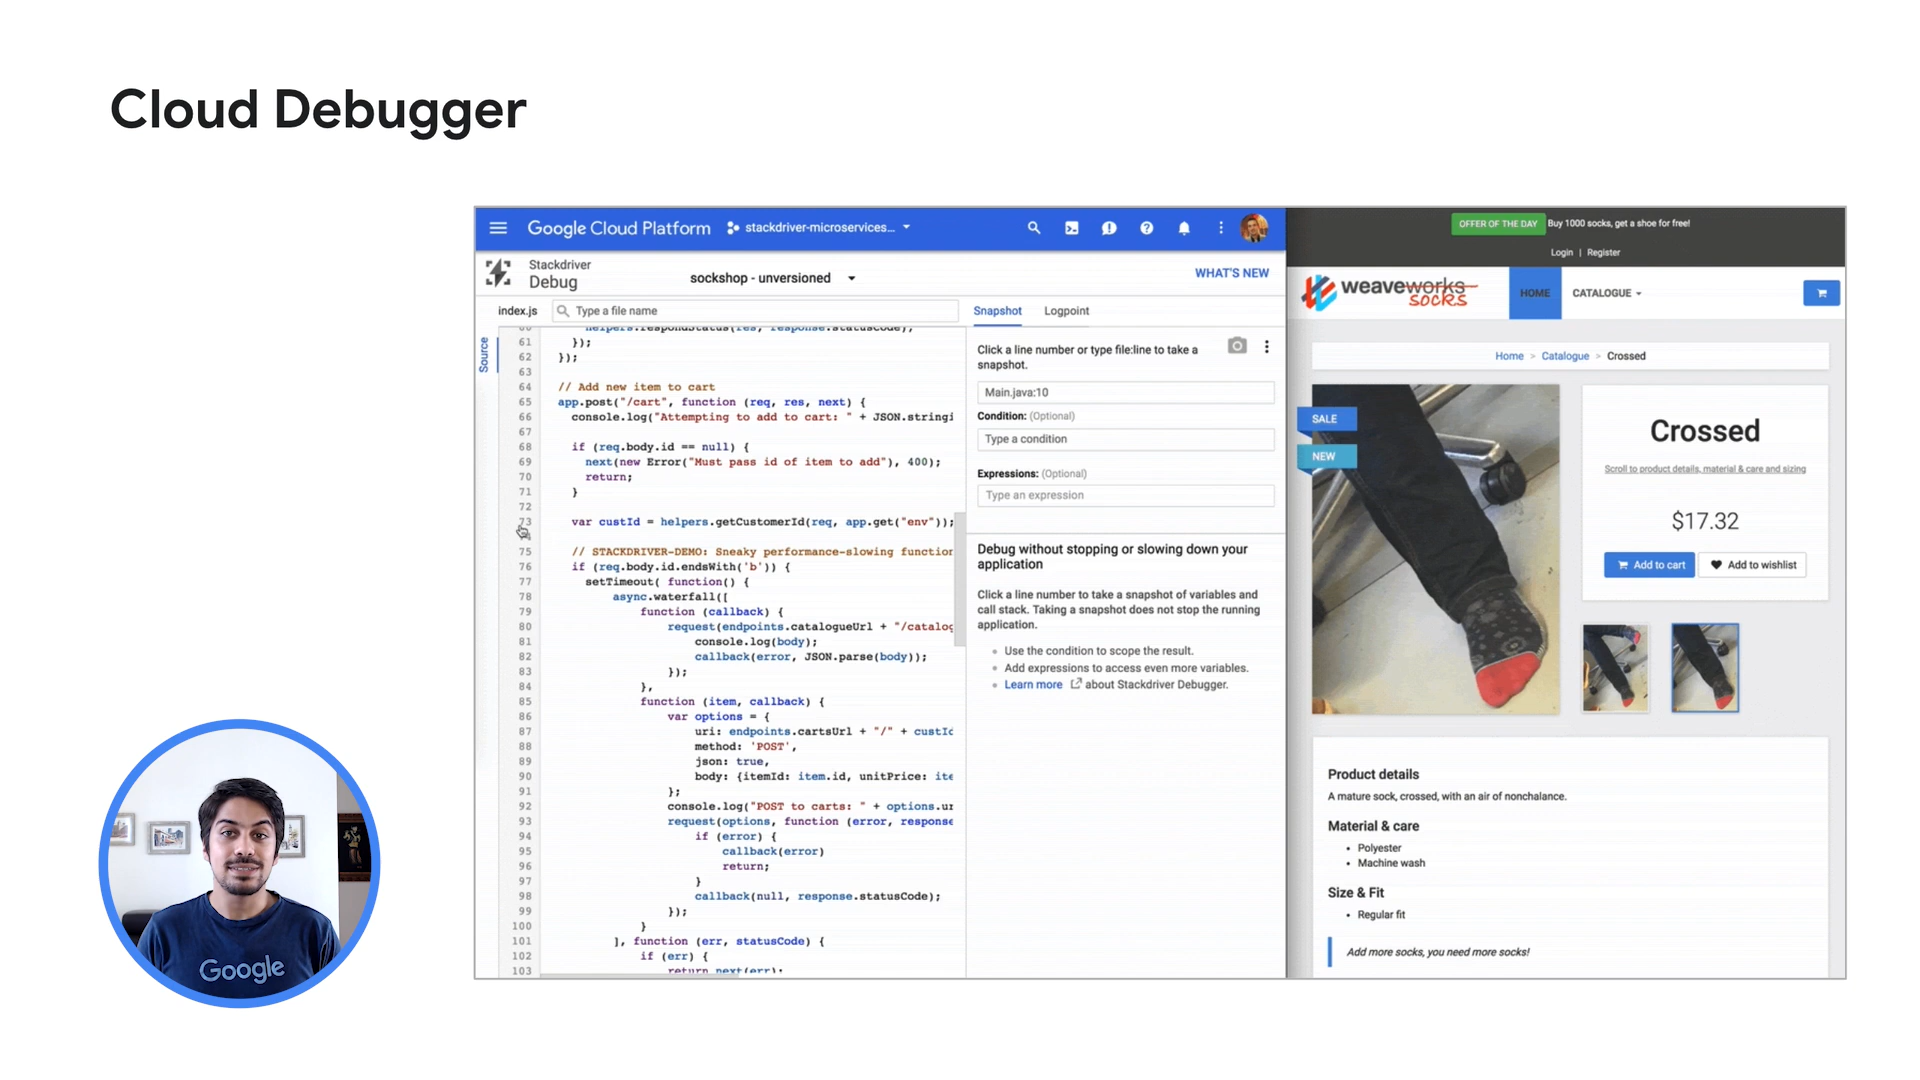 Cloud Debugger
Google Cloud Platform
stackdriver-microservices...
Stackdriver
Debug
sockshop - unversioned
WHAT'S NEW
index.js
Type a file name
Snapshot
Logpoint
Source
60 helpers.respondStatus(res, response.statusCode);
61 });
62 });
63
64 // Add new item to cart
65 app.post("/cart", function (req, res, next) {
66 console.log("Attempting to add to cart: " + JSON.stringi
67
68 if (req.body.id == null) {
69 next(new Error("Must pass id of item to add"), 400);
70 return;
71 }
72
73 var custId = helpers.getCustomerId(req, app.get("env"));
75 // STACKDRIVER-DEMO: Sneaky performance-slowing function
76 if (req.body.id.endsWith('b')) {
77 setTimeout( function() {
78 async.waterfall([
79 function (callback) {
80 request(endpoints.catalogueUrl + "/catalog
81 console.log(body);
82 callback(error, JSON.parse(body));
83 });
84 },
85 function (item, callback) {
86 var options = {
87 uri: endpoints.cartsUrl + "/" + custId
88 method: 'POST',
89 json: true,
90 body: {itemId: item.id, unitPrice: ite
91 };
92 console.log("POST to carts: " + options.ur
93 request(options, function (error, response
94 if (error) {
95 callback(error)
96 return;
97 }
98 callback(null, response.statusCode);
99 });
100 }
101 ], function (err, statusCode) {
102 if (err) {
103 return next(err);
Click a line number or type file:line to take a
snapshot.
Main.java:10
Condition: (Optional)
Type a condition
Expressions: (Optional)
Type an expression
Debug without stopping or slowing down your
application
Click a line number to take a snapshot of variables and
call stack. Taking a snapshot does not stop the running
application.
Use the condition to scope the result.
Add expressions to access even more variables.
Learn more about Stackdriver Debugger.
OFFER OF THE DAY Buy 1000 socks, get a shoe for free!
Login | Register
weaveworks
socks
HOME
CATALOGUE
Home > Catalogue > Crossed
SALE
NEW
Crossed
Scroll to product details, material & care and sizing
$17.32
Add to cart
Add to wishlist
Product details
A mature sock, crossed, with an air of nonchalance.
Material & care
Polyester
Machine wash
Size & Fit
Regular fit
Add more socks, you need more socks!
Google